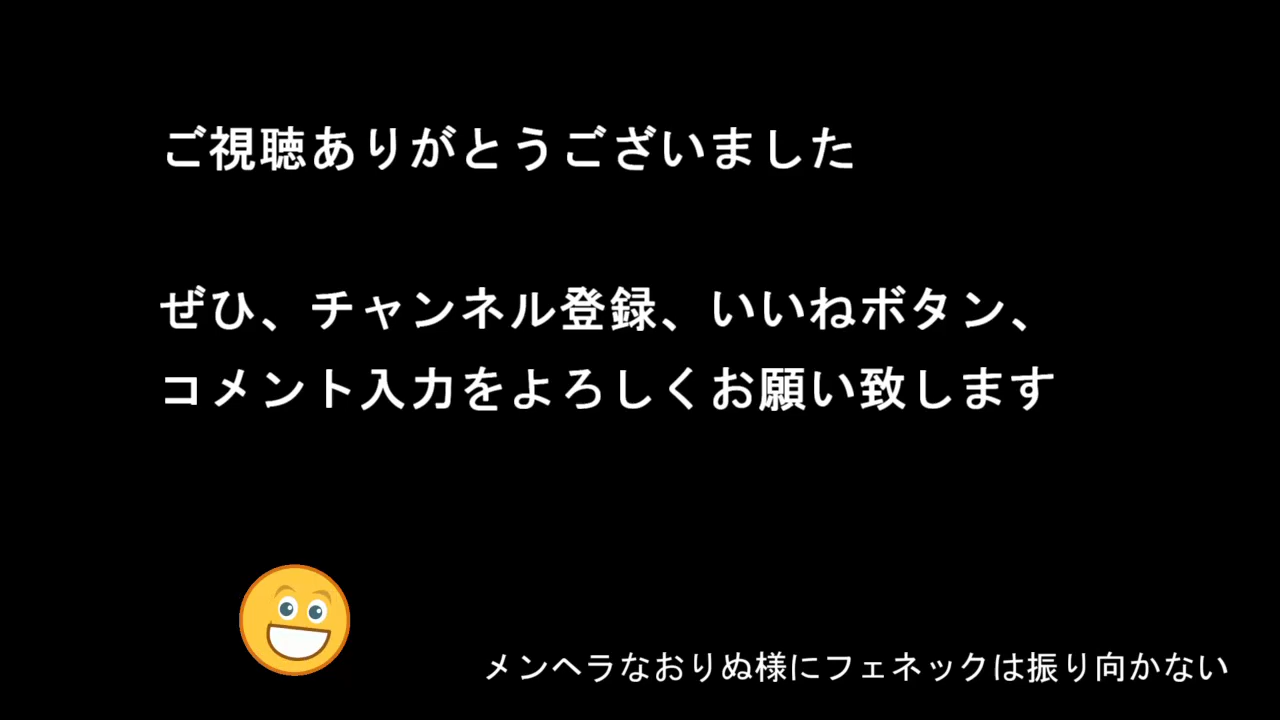 ご視聴ありがとうございました
ぜひ、チャンネル登録、いいねボタン、
コメント入力をよろしくお願い致します
メンヘラなおりぬ様にフェネックは振り向かない